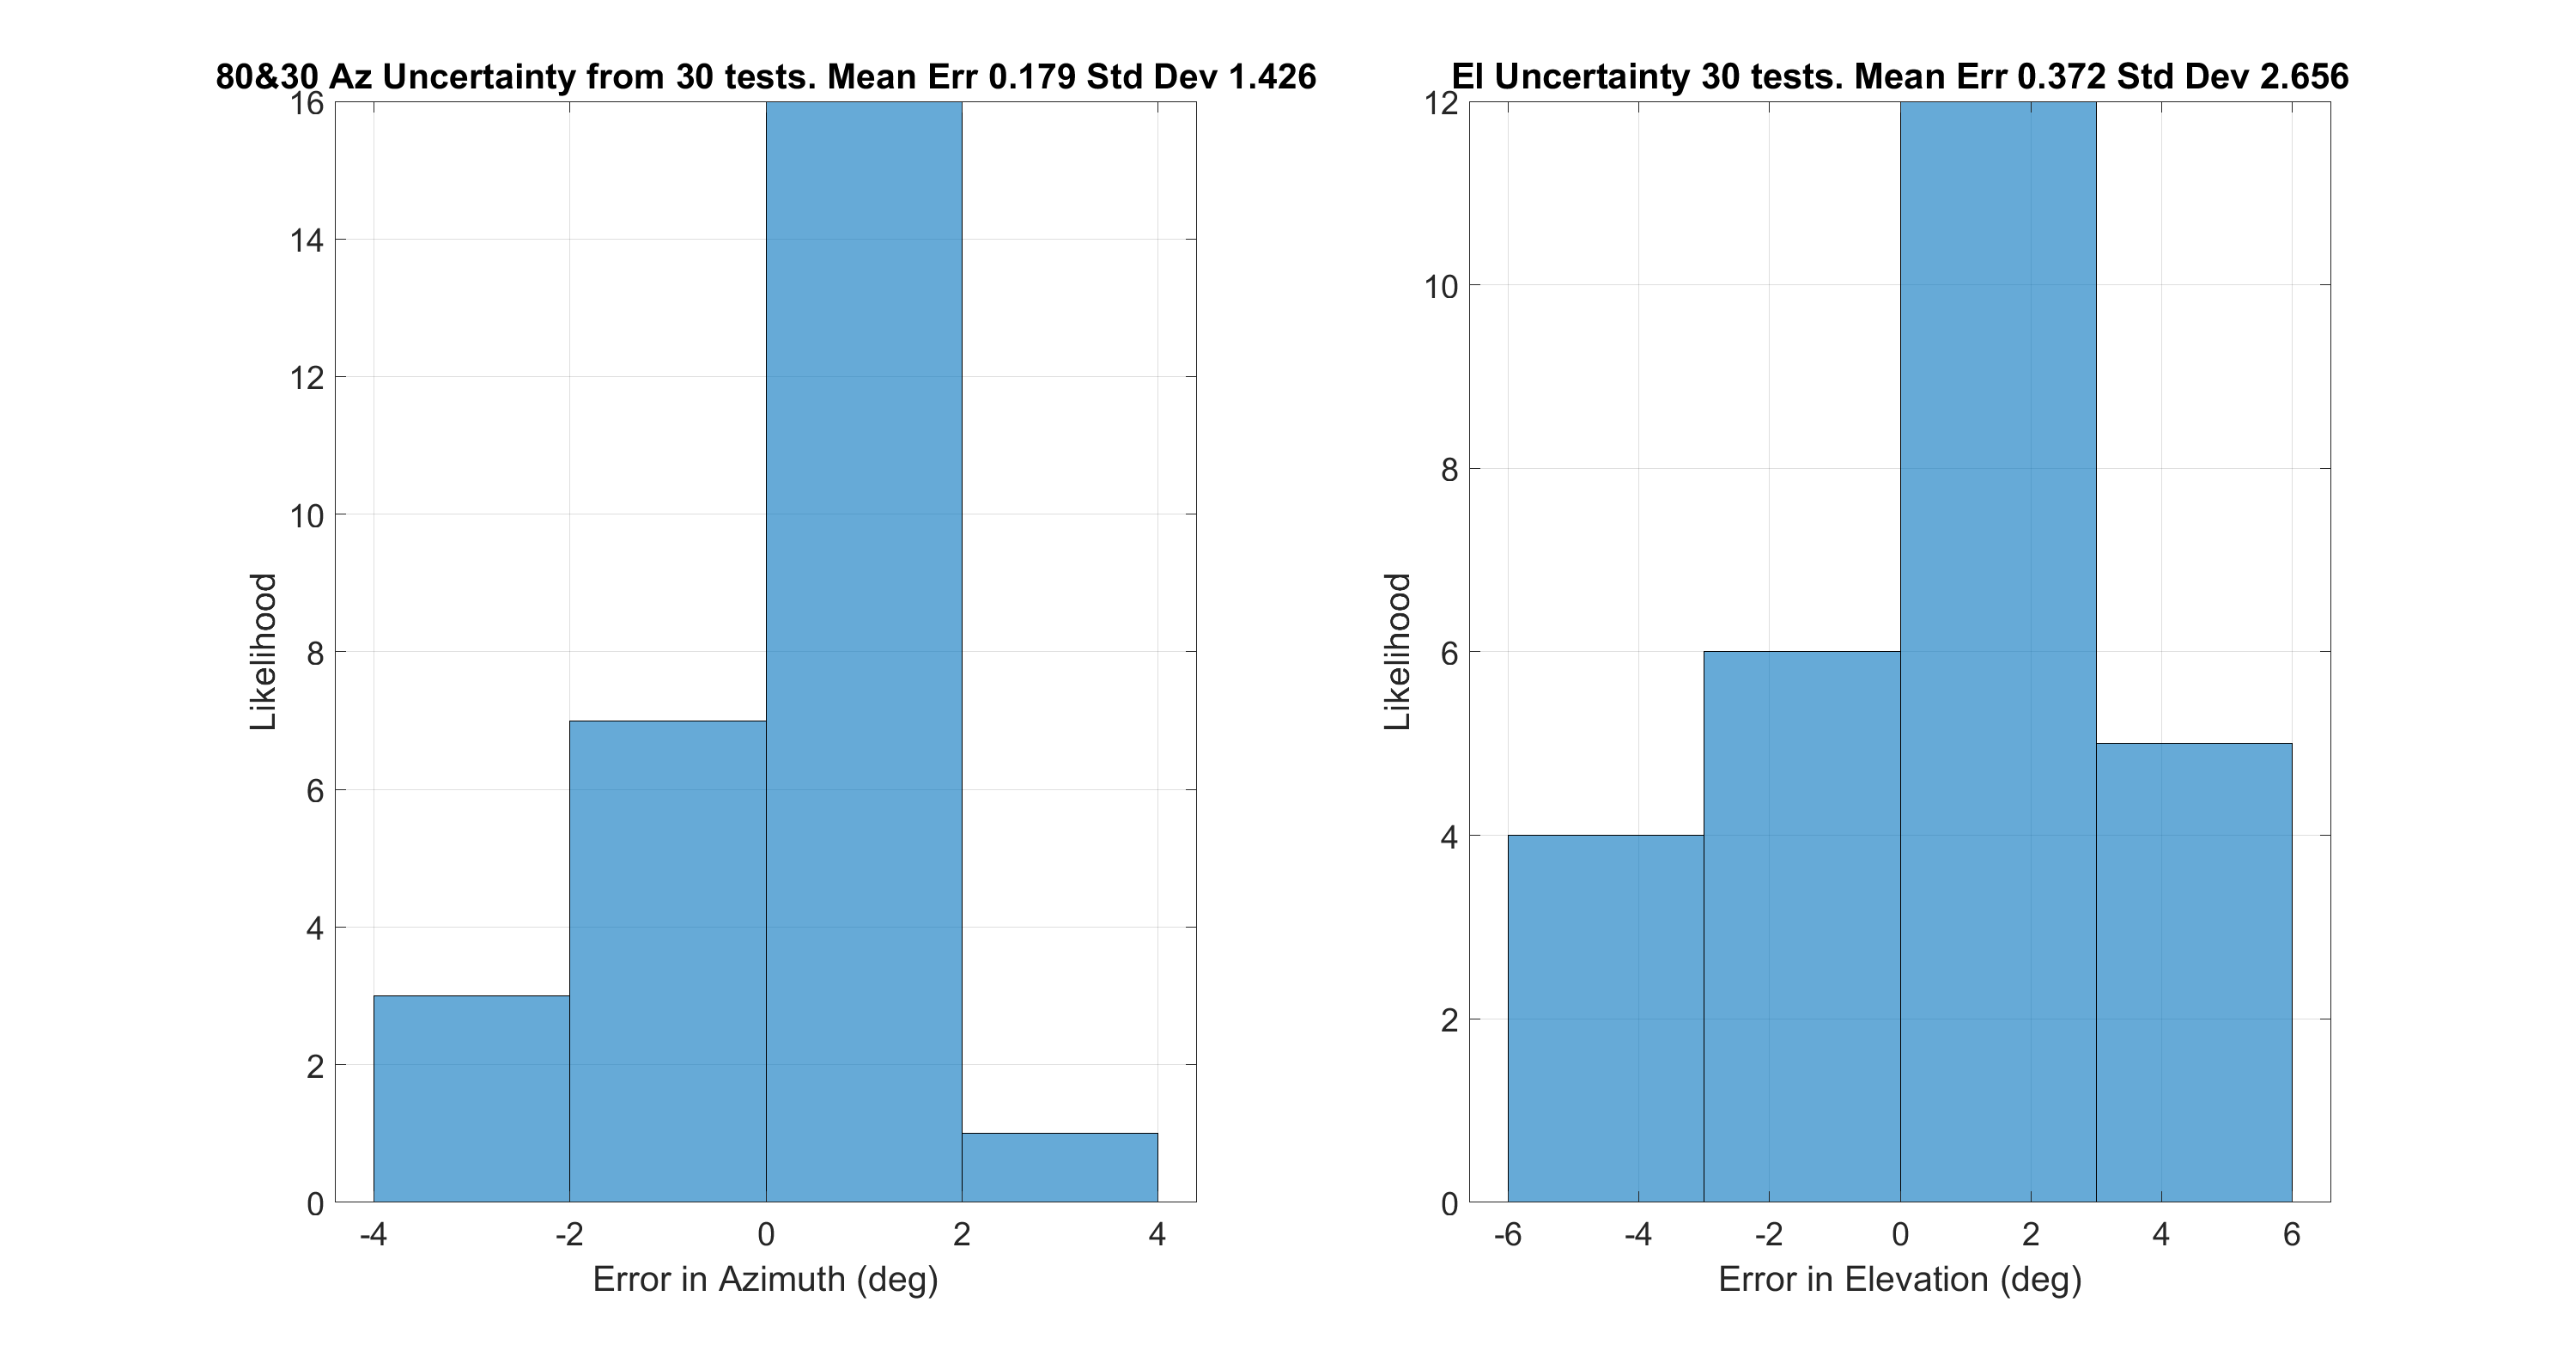 80&30 Az Uncertainty from 30 tests. Mean Err 0.179 Std Dev 1.426
16
14
12
10
8
6
4
2
0
Likelihood
-4 -2 0 2 4
Error in Azimuth (deg)
El Uncertainty 30 tests. Mean Err 0.372 Std Dev 2.656
12
10
8
6
4
2
0
Likelihood
-6 -4 -2 0 2 4 6
Error in Elevation (deg)